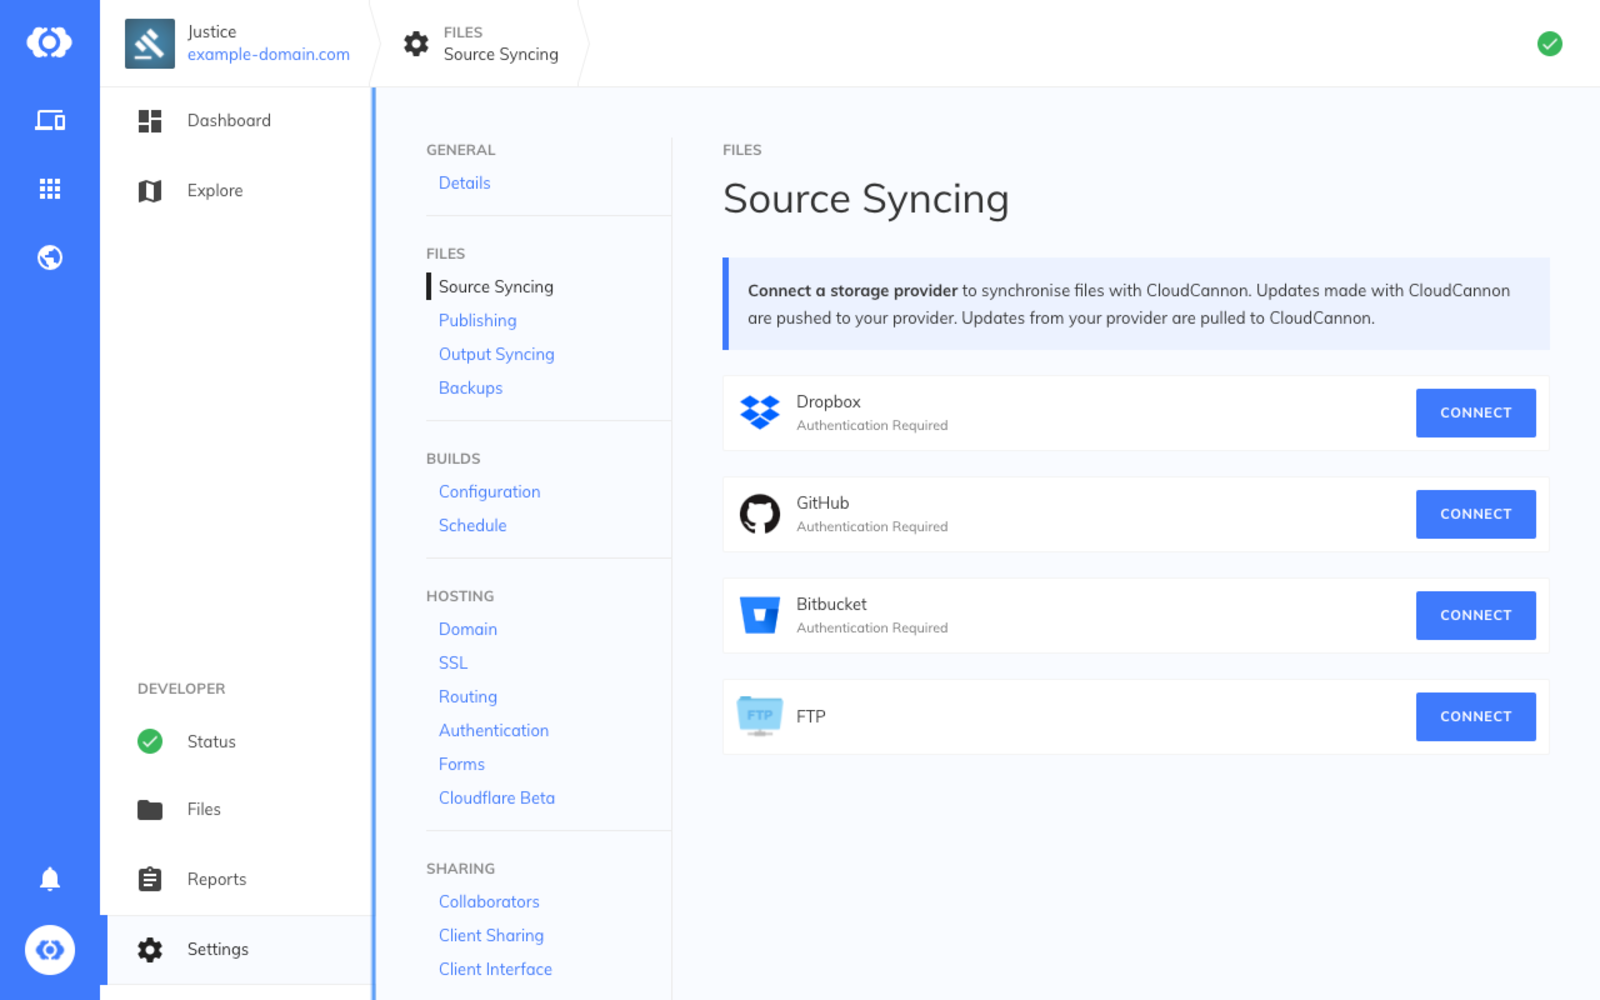 Justice
example-domain.com
FILES
Source Syncing
Dashboard
Explore
DEVELOPER
Status
Files
Reports
Settings
GENERAL
Details
FILES
Source Syncing
Publishing
Output Syncing
Backups
BUILDS
Configuration
Schedule
HOSTING
Domain
SSL
Routing
Authentication
Forms
Cloudflare Beta
SHARING
Collaborators
Client Sharing
Client Interface
FILES
Source Syncing
Connect a storage provider to synchronise files with CloudCannon. Updates made with CloudCannon
are pushed to your provider. Updates from your provider are pulled to CloudCannon.
Dropbox
Authentication Required
CONNECT
GitHub
Authentication Required
CONNECT
Bitbucket
Authentication Required
CONNECT
FTP
FTP
CONNECT